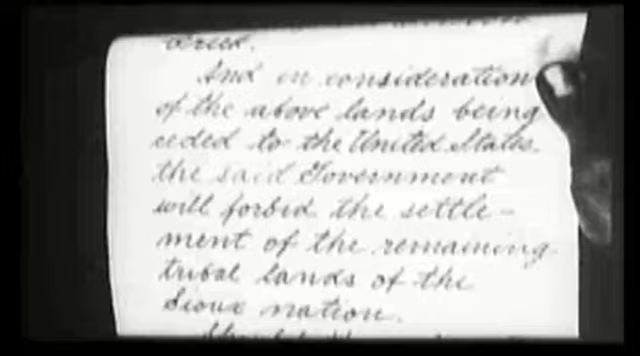 And in consideration
of the above lands being
ceded to the United States,
the said Government
will forbid the settle-
ment of the remaining
tribal lands of the
Sioux nation.